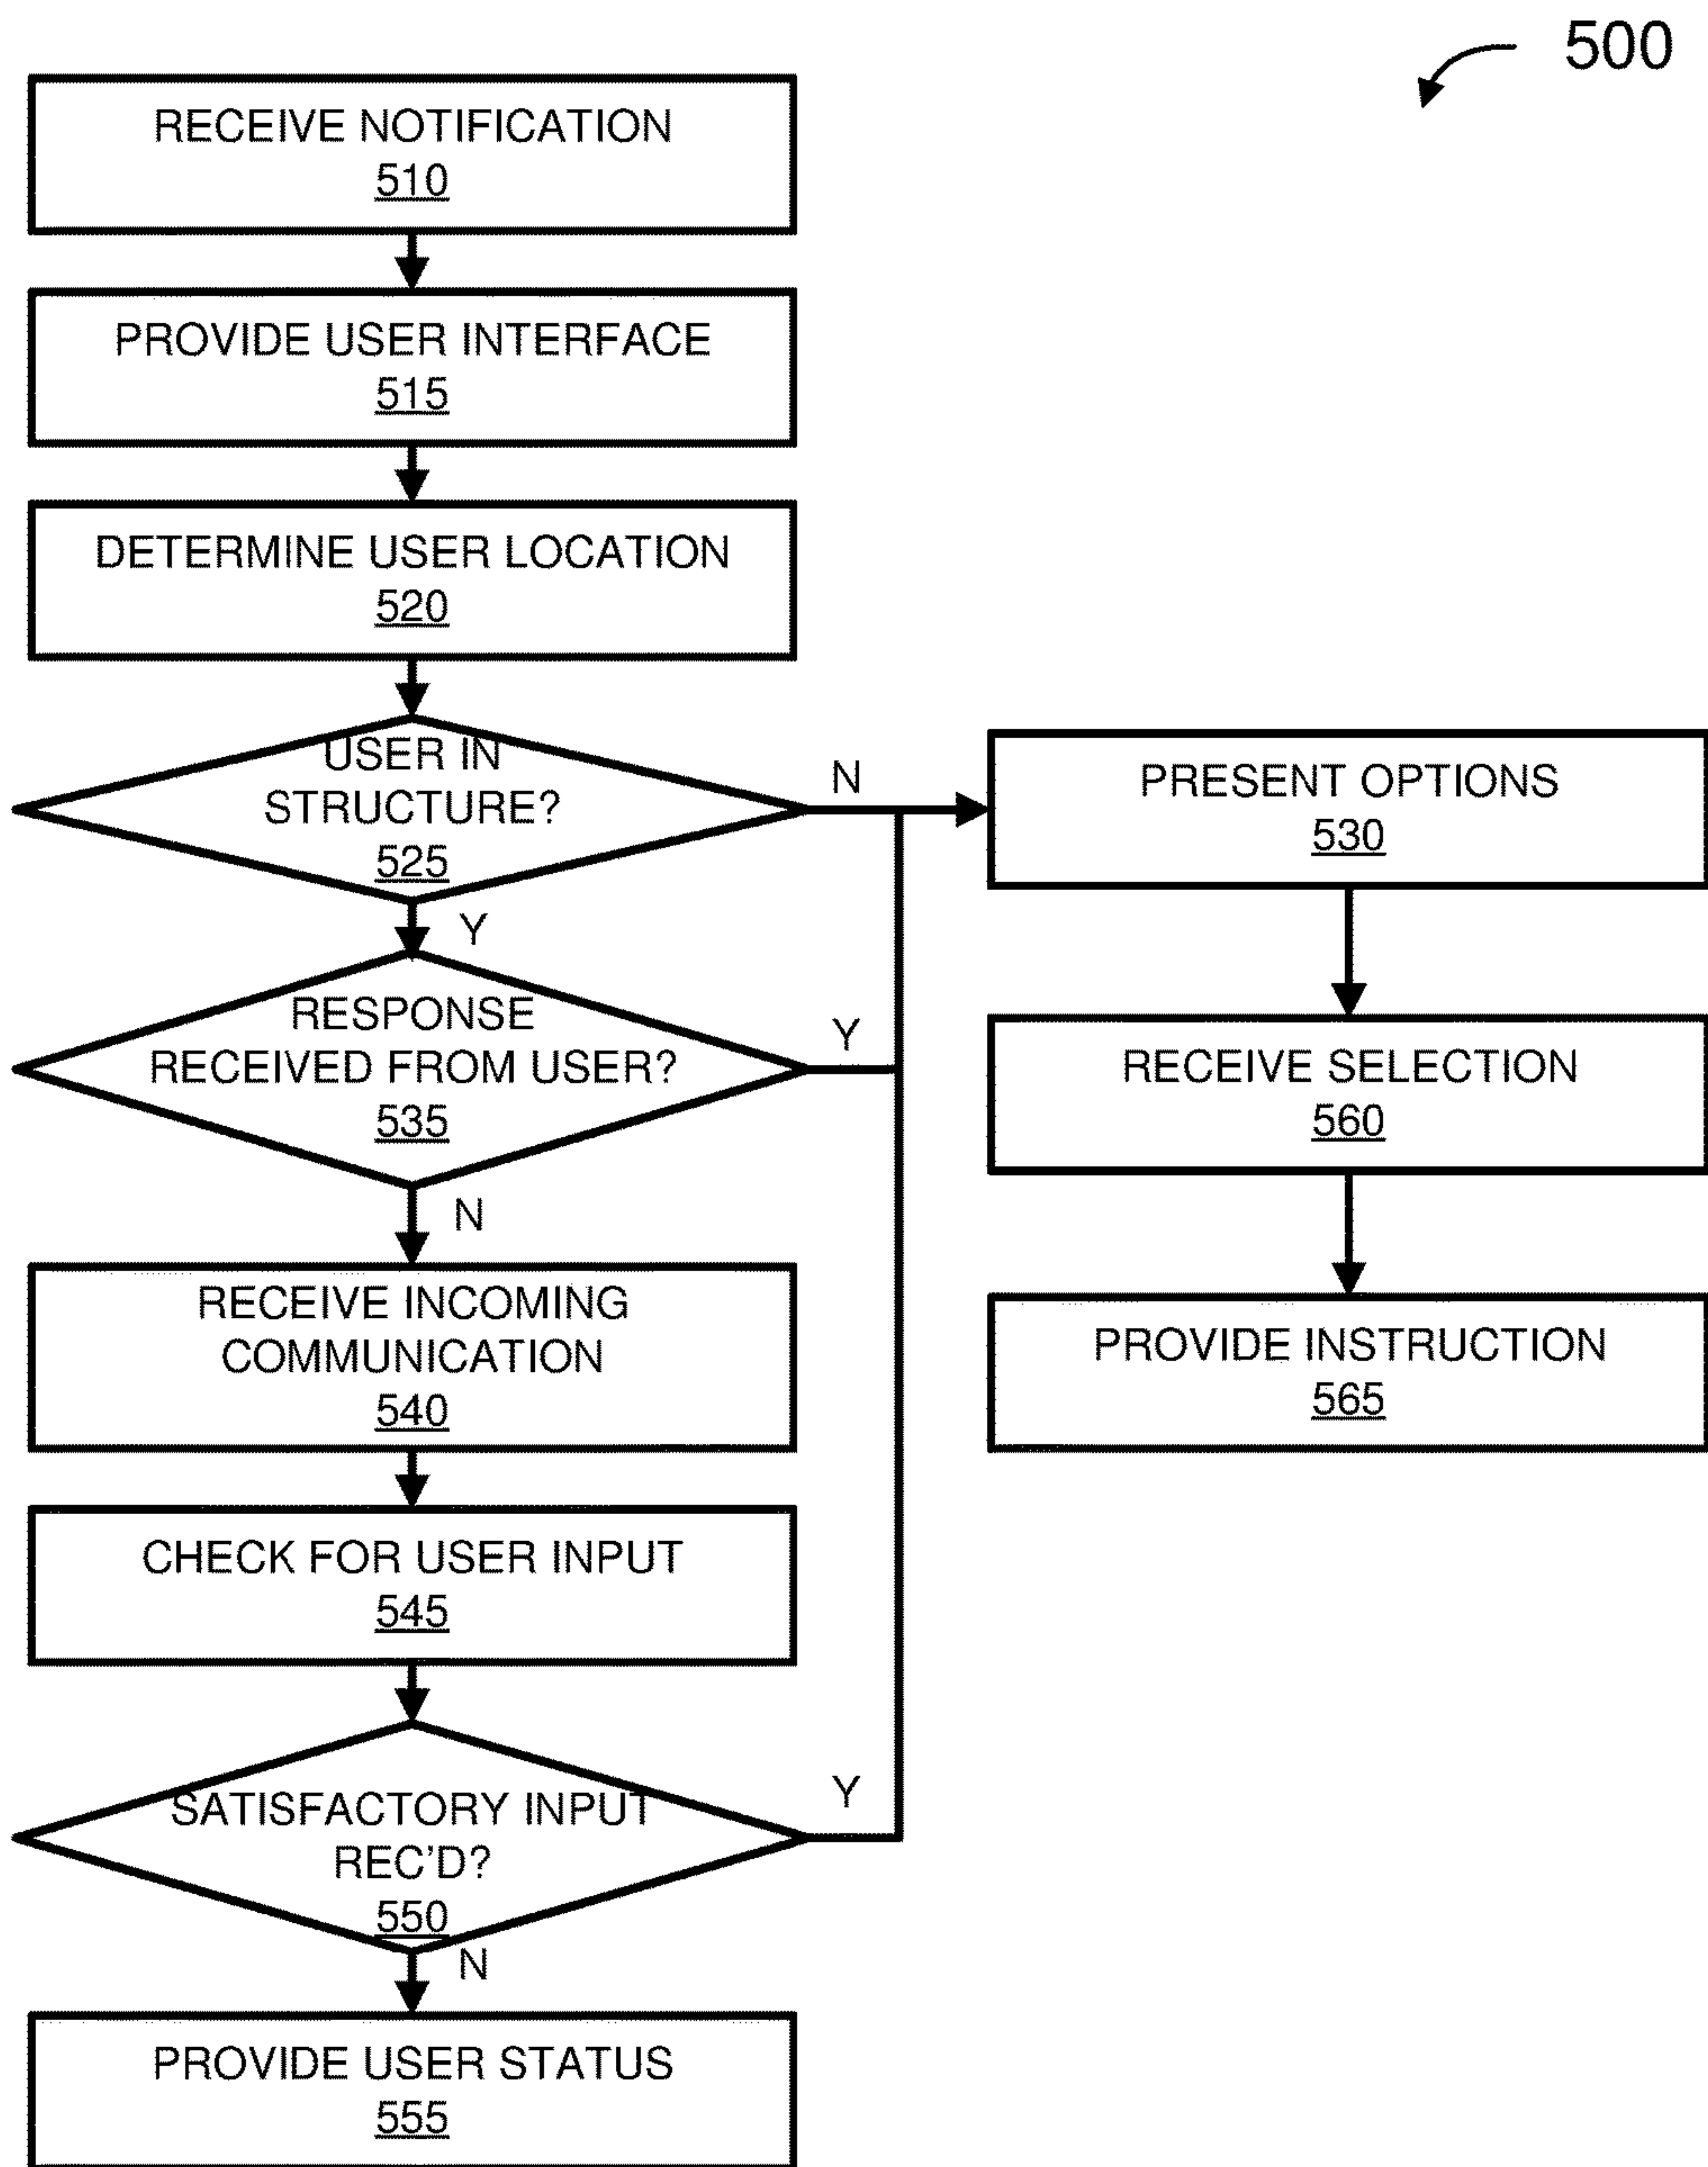 500
RECEIVE NOTIFICATION
510
PROVIDE USER INTERFACE
515
DETERMINE USER LOCATION
520
USER IN
STRUCTURE?
525
N
Y
PRESENT OPTIONS
530
RESPONSE
RECEIVED FROM USER?
535
Y
N
RECEIVE SELECTION
560
RECEIVE INCOMING
COMMUNICATION
540
PROVIDE INSTRUCTION
565
CHECK FOR USER INPUT
545
SATISFACTORY INPUT
REC'D?
550
Y
N
PROVIDE USER STATUS
555